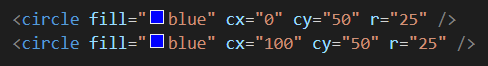 <circle fill="blue" cx="0" cy="50" r="25" />
<circle fill="blue" cx="100" cy="50" r="25" />